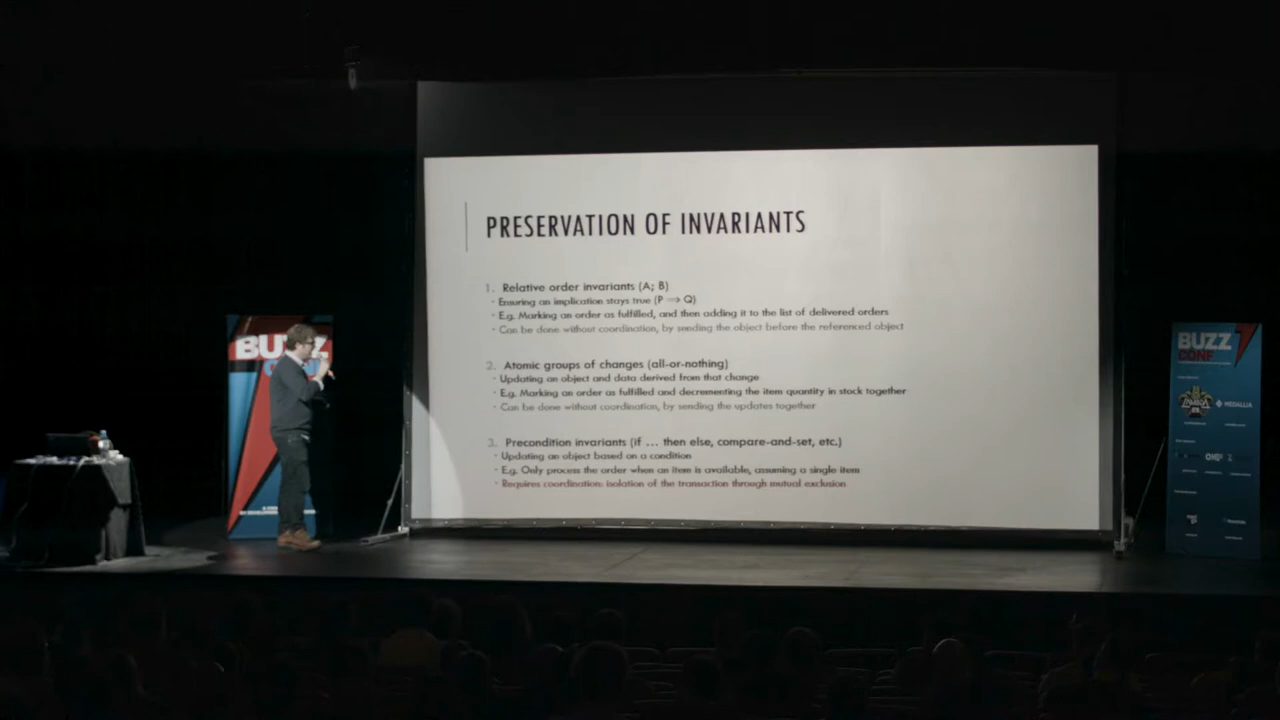 PRESERVATION OF INVARIANTS
1. Relative order invariants (A; B)
• Ensuring an implication stays true (P ⟹ Q)
• E.g. Marking an order as fulfilled, and then adding it to the list of delivered orders
• Can be done without coordination, by sending the object before the referenced object
2. Atomic groups of changes (all-or-nothing)
• Updating an object and data derived from that change
• E.g. Marking an order as fulfilled and decrementing the item quantity in stock together
• Can be done without coordination, by sending the updates together
3. Precondition invariants (if … then else, compare-and-set, etc.)
• Updating an object based on a condition
• E.g. Only process the order when an item is available, assuming a single item
• Requires coordination: isolation of the transaction through mutual exclusion
BUZZ
BUZZ
CONF
MEDALLIA